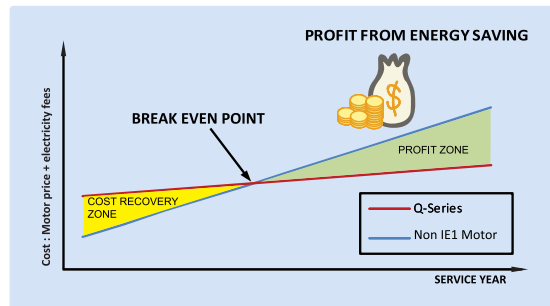 PROFIT FROM ENERGY SAVING
$
BREAK EVEN POINT
PROFIT ZONE
COST RECOVERY
ZONE
Q-Series
Non IE1 Motor
Cost : Motor price + electricity fees
SERVICE YEAR